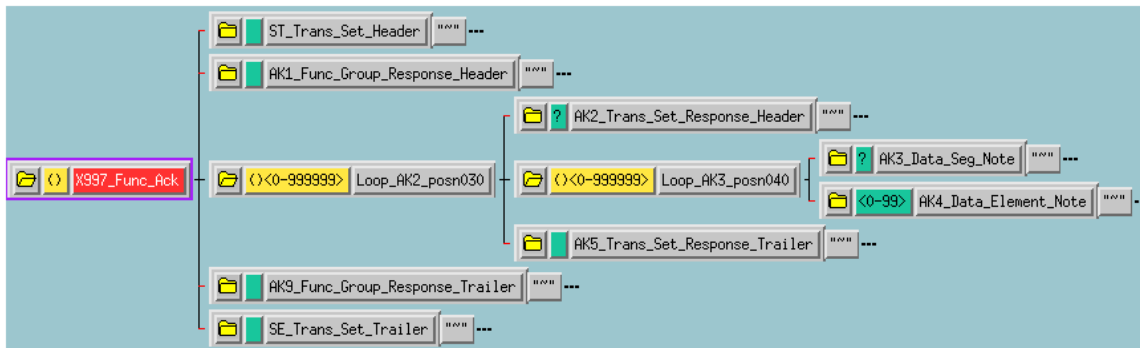 ST_Trans_Set_Header "~" ---
AK1_Func_Group_Response_Header "~" ---
? AK2_Trans_Set_Response_Header "~" ---
? AK3_Data_Seg_Note "~" ---
() X997_Func_Ack ()<0-999999> Loop_AK2_posn030 ()<0-999999> Loop_AK3_posn040
<0-99> AK4_Data_Element_Note "~"
AK5_Trans_Set_Response_Trailer "~" ---
AK9_Func_Group_Response_Trailer "~" ---
SE_Trans_Set_Trailer "~" ---